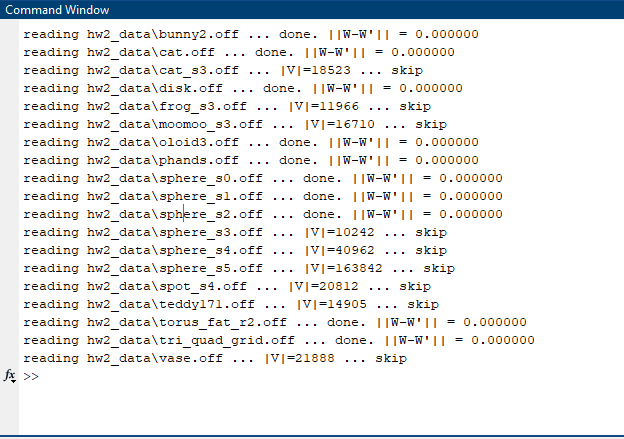 Command Window
reading hw2_data\bunny2.off ... done. ||W-W'|| = 0.000000
reading hw2_data\cat.off ... done. ||W-W'|| = 0.000000
reading hw2_data\cat_s3.off ... |V|=18523 ... skip
reading hw2_data\disk.off ... done. ||W-W'|| = 0.000000
reading hw2_data\frog_s3.off ... |V|=11966 ... skip
reading hw2_data\moomoo_s3.off ... |V|=16710 ... skip
reading hw2_data\oloid3.off ... done. ||W-W'|| = 0.000000
reading hw2_data\phands.off ... done. ||W-W'|| = 0.000000
reading hw2_data\sphere_s0.off ... done. ||W-W'|| = 0.000000
reading hw2_data\sphere_s1.off ... done. ||W-W'|| = 0.000000
reading hw2_data\sphere_s2.off ... done. ||W-W'|| = 0.000000
reading hw2_data\sphere_s3.off ... |V|=10242 ... skip
reading hw2_data\sphere_s4.off ... |V|=40962 ... skip
reading hw2_data\sphere_s5.off ... |V|=163842 ... skip
reading hw2_data\spot_s4.off ... |V|=20812 ... skip
reading hw2_data\teddy171.off ... |V|=14905 ... skip
reading hw2_data\torus_fat_r2.off ... done. ||W-W'|| = 0.000000
reading hw2_data\tri_quad_grid.off ... done. ||W-W'|| = 0.000000
reading hw2_data\vase.off ... |V|=21888 ... skip
fx >>